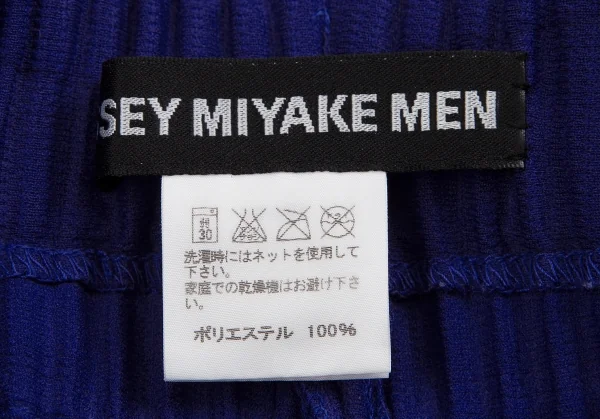 SEY MIYAKE MEN
弱
30
洗濯時にはネットを使用して
下さい。
家庭での乾燥機はお避け下
さい。
ポリエステル 100%